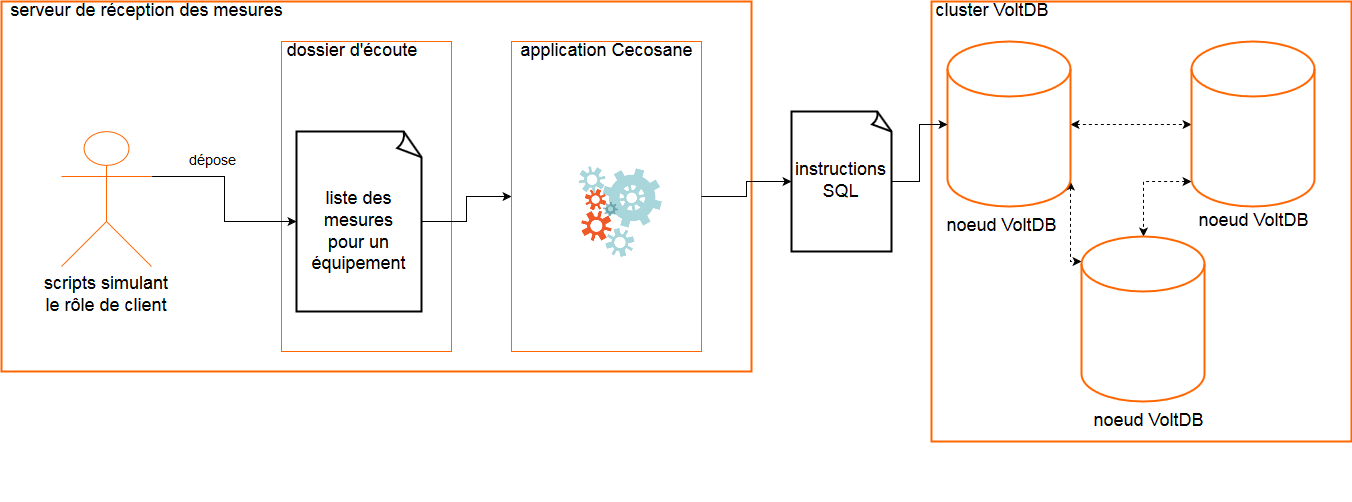 serveur de réception des mesures
dossier d'écoute
application Cecosane
cluster VoltDB
dépose
liste des
mesures
pour un
équipement
scripts simulant
le rôle de client
instructions
SQL
noeud VoltDB
noeud VoltDB
noeud VoltDB